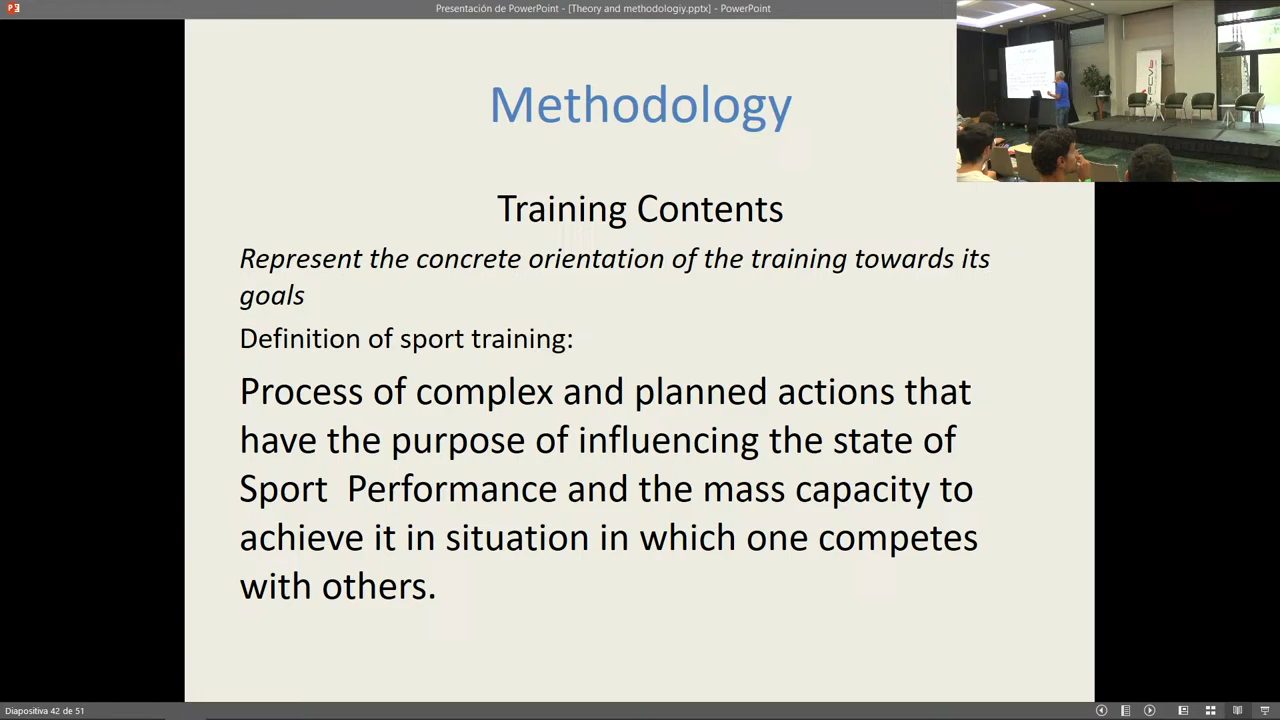 Presentación de PowerPoint - [Theory and methodologiy.pptx] - PowerPoint
Methodology
Training Contents
Represent the concrete orientation of the training towards its
goals
Definition of sport training:
Process of complex and planned actions that
have the purpose of influencing the state of
Sport Performance and the mass capacity to
achieve it in situation in which one competes
with others.
Diapositiva 42 de 51